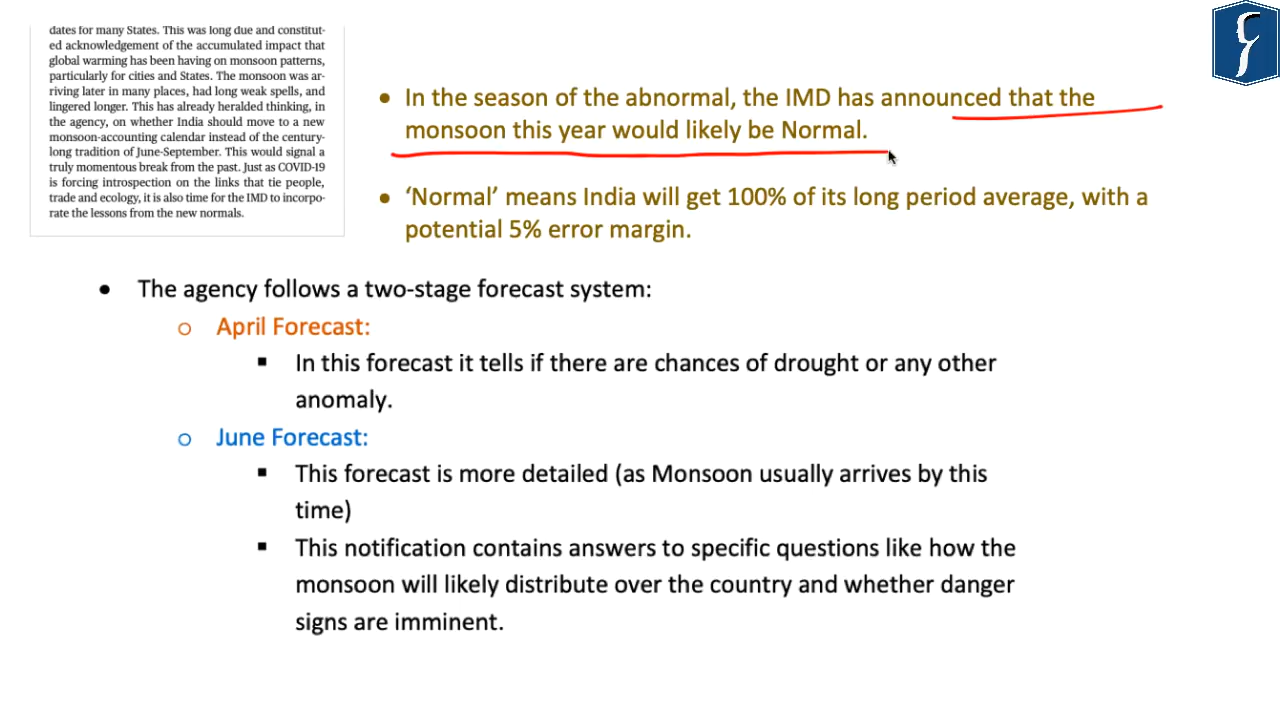 dates for many States. This was long due and constitut-
ed acknowledgement of the accumulated impact that
global warming has been having on monsoon patterns,
particularly for cities and States. The monsoon was ar-
riving later in many places, had long weak spells, and
lingered longer. This has already heralded thinking, in
the agency, on whether India should move to a new
monsoon-accounting calendar instead of the century-
long tradition of June-September. This would signal a
truly momentous break from the past. Just as COVID-19
is forcing introspection on the links that tie people,
trade and ecology, it is also time for the IMD to incorpo-
rate the lessons from the new normals.
• In the season of the abnormal, the IMD has announced that the
monsoon this year would likely be Normal.
• ‘Normal’ means India will get 100% of its long period average, with a
potential 5% error margin.
• The agency follows a two-stage forecast system:
o April Forecast:
▪ In this forecast it tells if there are chances of drought or any other
anomaly.
o June Forecast:
▪ This forecast is more detailed (as Monsoon usually arrives by this
time)
▪ This notification contains answers to specific questions like how the
monsoon will likely distribute over the country and whether danger
signs are imminent.